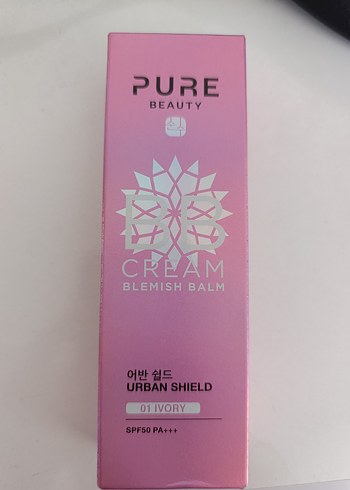 PURE
BEAUTY
BB
CREAM
BLEMISH BALM
어반 쉴드
URBAN SHIELD
01 IVORY
SPF50 PA+++